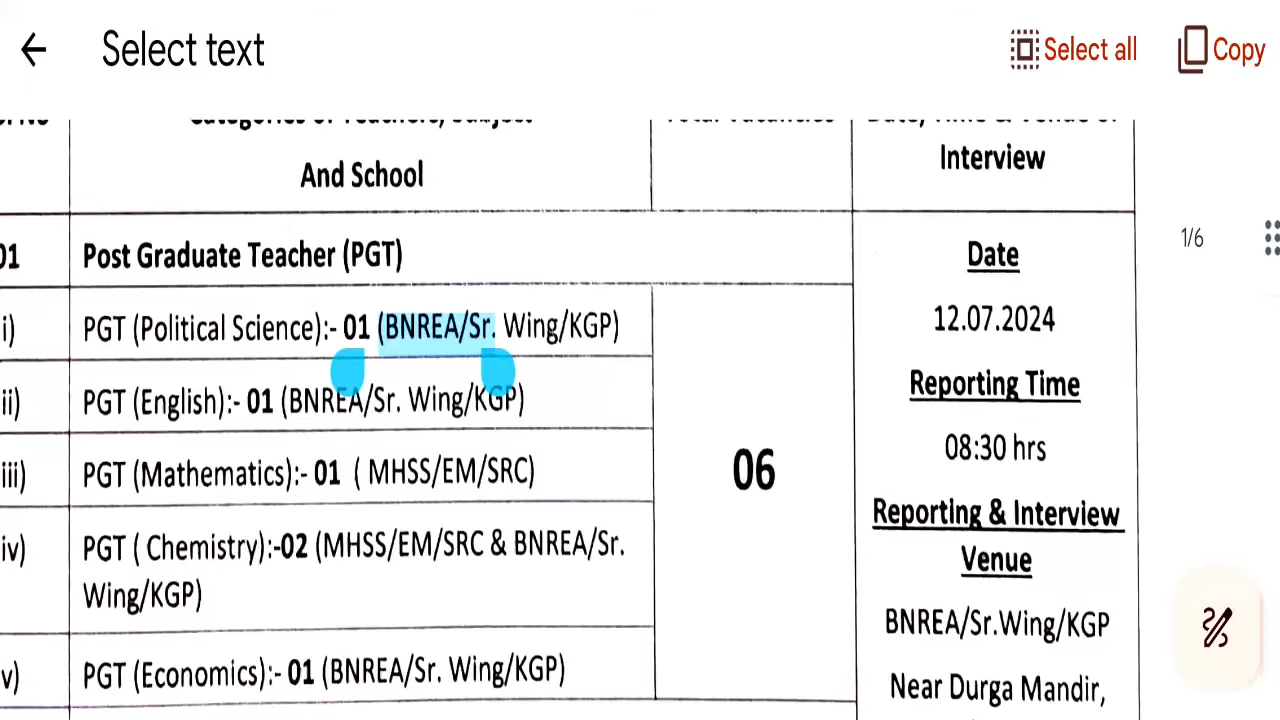 Select text
Select all
Copy
And School
Interview
01
Post Graduate Teacher (PGT)
Date
1/6
i)
PGT (Political Science):- 01 (BNREA/Sr. Wing/KGP)
12.07.2024
Reporting Time
ii)
PGT (English):- 01 (BNREA/Sr. Wing/KGP)
08:30 hrs
iii)
PGT (Mathematics):- 01 ( MHSS/EM/SRC)
06
Reporting & Interview
Venue
iv)
PGT ( Chemistry):-02 (MHSS/EM/SRC & BNREA/Sr.
Wing/KGP)
BNREA/Sr.Wing/KGP
v)
PGT (Economics):- 01 (BNREA/Sr. Wing/KGP)
Near Durga Mandir,